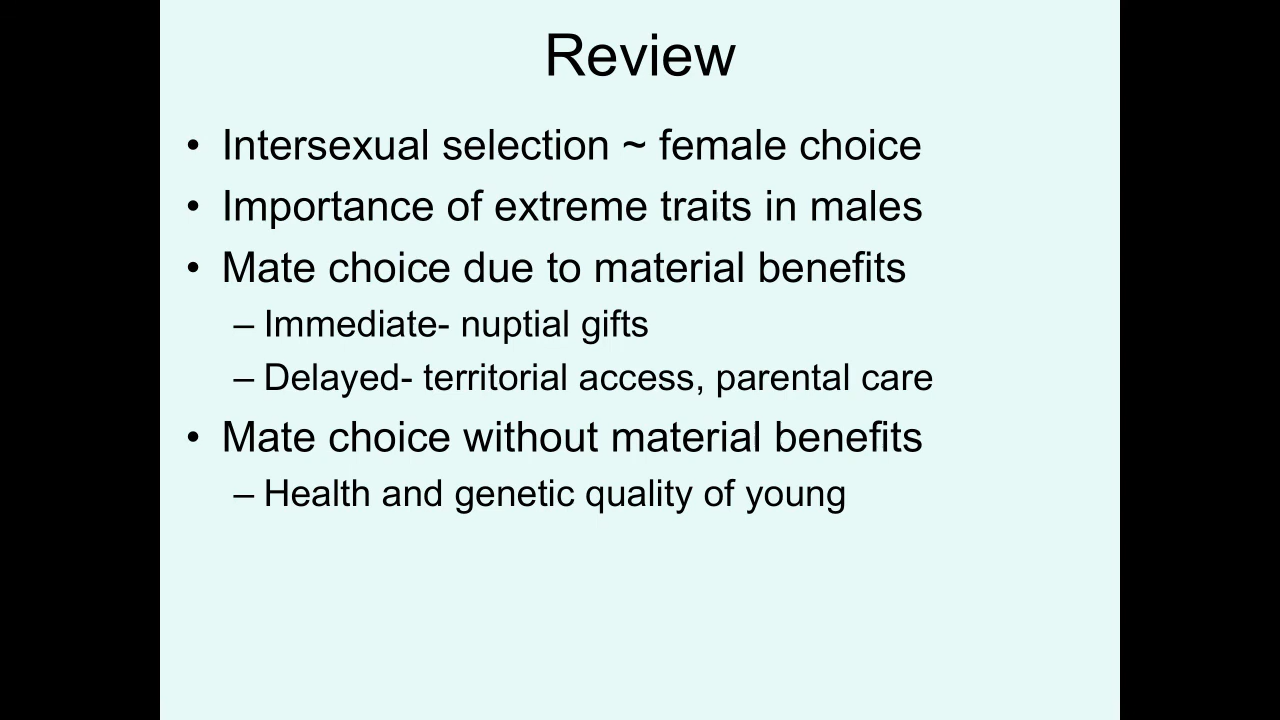 Review
• Intersexual selection ~ female choice
• Importance of extreme traits in males
• Mate choice due to material benefits
– Immediate- nuptial gifts
– Delayed- territorial access, parental care
• Mate choice without material benefits
– Health and genetic quality of young